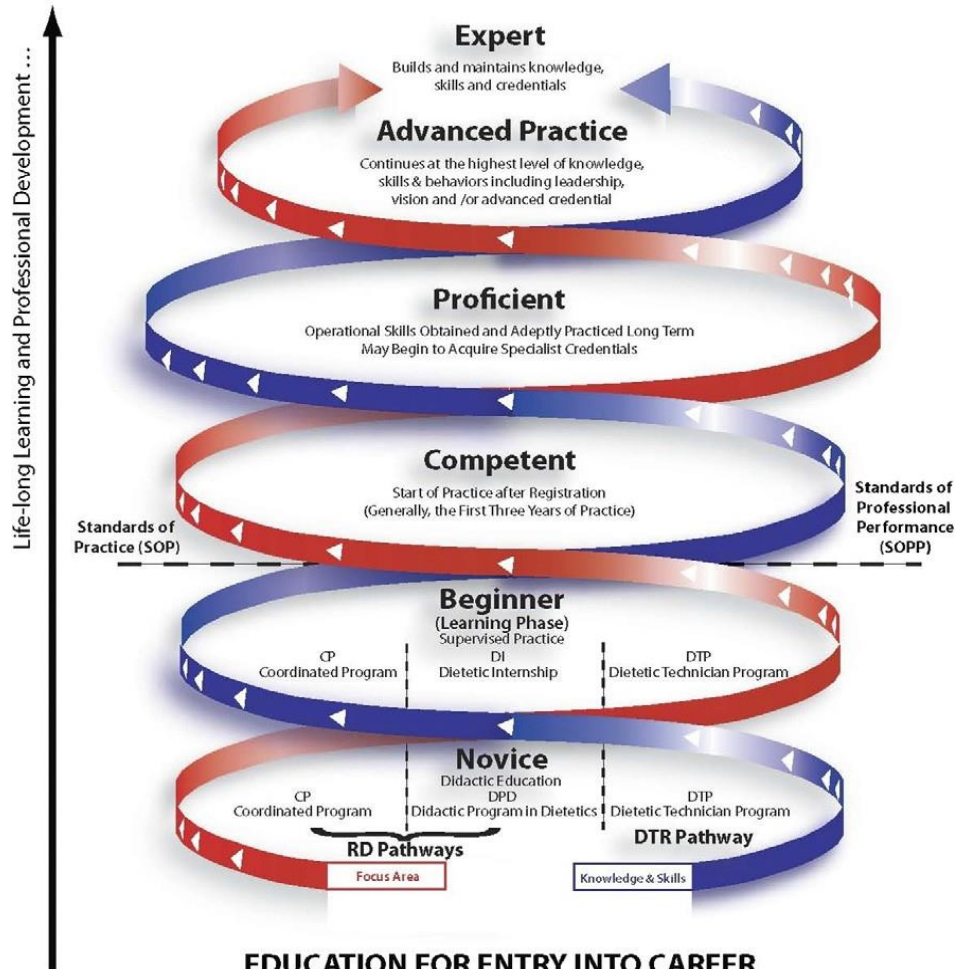 Life-long Learning and Professional Development ...
Expert
Builds and maintains knowledge,
skills and credentials
Advanced Practice
Continues at the highest level of knowledge,
skills & behaviors including leadership,
vision and /or advanced credential
Proficient
Operational Skills Obtained and Adeptly Practiced Long Term
May Begin to Acquire Specialist Credentials
Competent
Start of Practice after Registration
(Generally, the First Three Years of Practice)
Standards of
Practice (SOP)
Standards of
Professional
Performance
(SOPP)
Beginner
(Learning Phase)
Supervised Practice
CP
Coordinated Program
DI
Dietetic Internship
DTP
Dietetic Technician Program
Novice
Didactic Education
CP
Coordinated Program
DPD
Didactic Program in Dietetics
DTP
Dietetic Technician Program
RD Pathways
DTR Pathway
Focus Area
Knowledge & Skills
EDUCATION FOR ENTRY INTO CAREER